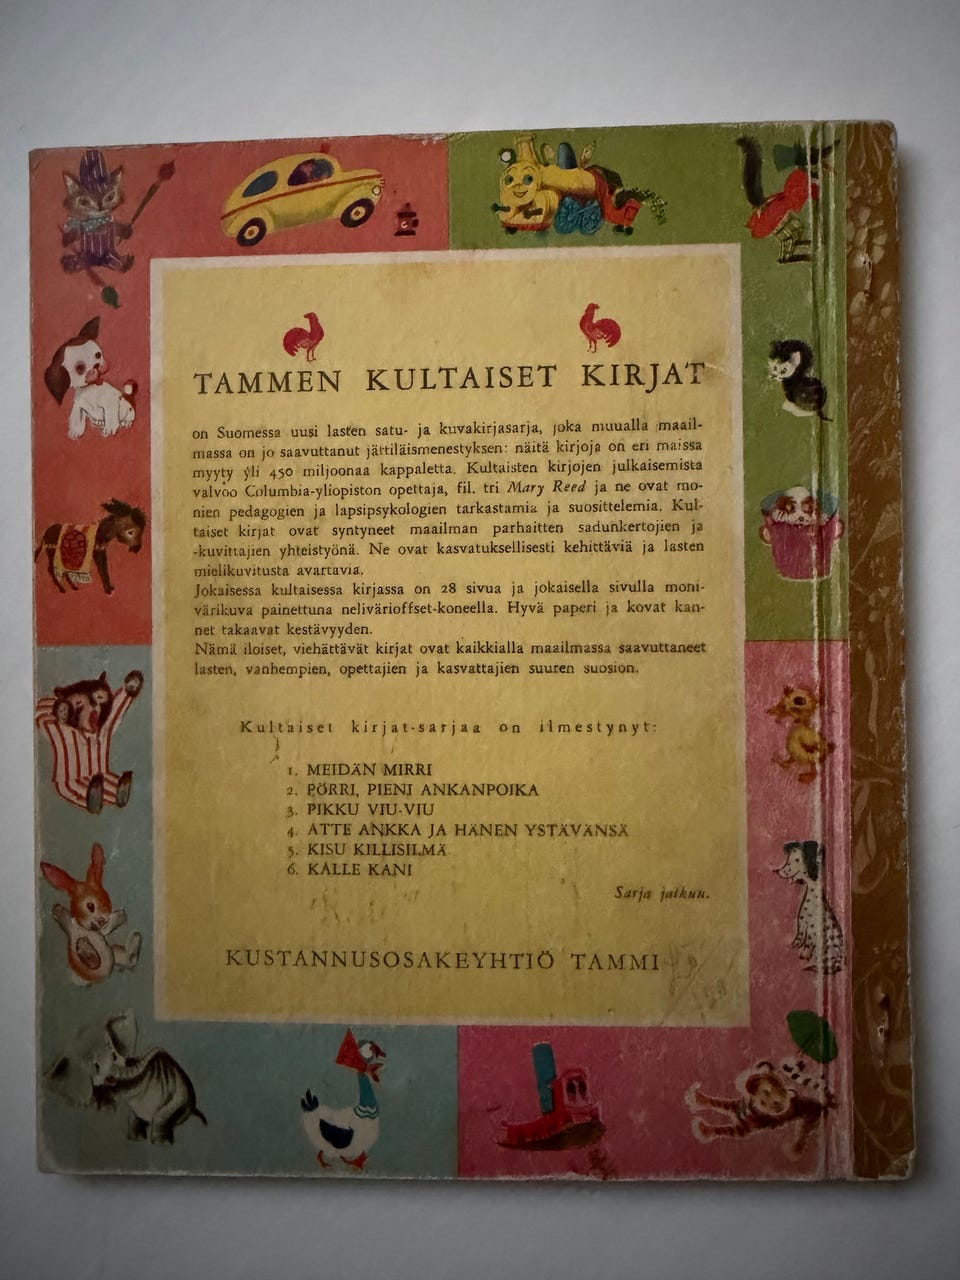 TAMMEN KULTAISET KIRJAT
on Suomessa uusi lasten satu- ja kuvakirjasarja, joka muualla maail-
massa on jo saavuttanut jättiläismenestyksen: näitä kirjoja on eri maissa
myyty yli 450 miljoonaa kappaletta. Kultaisten kirjojen julkaisemista
valvoo Columbia-yliopiston opettaja, fil. tri Mary Reed ja ne ovat mo-
nien pedagogien ja lapsipsykologien tarkastamia ja suosittelemia. Kul-
taiset kirjat ovat syntyneet maailman parhaitten sadunkertojien ja
-kuvittajien yhteistyönä. Ne ovat kasvatuksellisesti kehittäviä ja lasten
mielikuvitusta avartavia.
Jokaisessa kultaisessa kirjassa on 28 sivua ja jokaisella sivulla moni-
värikuva painettuna nelivärioffset-koneella. Hyvä paperi ja kovat kan-
net takaavat kestävyyden.
Nämä iloiset, viehättävät kirjat ovat kaikkialla maailmassa saavuttaneet
lasten, vanhempien, opettajien ja kasvattajien suuren suosion.
Kultaiset kirjat-sarjaa on ilmestynyt:
1. MEIDÄN MIRRI
2. PÖRRI, PIENI ANKANPOIKA
3. PIKKU VIU-VIU
4. ATTE ANKKA JA HÄNEN YSTÄVÄNSÄ
5. KISU KILLISILMÄ
6. KALLE KANI
Sarja jatkuu.
KUSTANNUSOSAKEYHTIÖ TAMMI